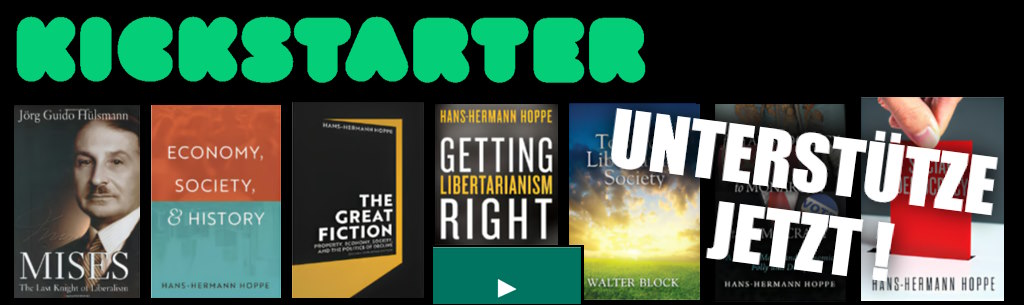 KICKSTARTER
Jörg Guido Hülsmann
MISES
The Last Knight of Liberalism
ECONOMY,
SOCIETY,
& HISTORY
HANS-HERMANN HOPPE
HANS-HERMANN HOPPE
THE
GREAT
FICTION
PROPERTY, ECONOMY, SOCIETY,
AND THE POLITICS OF DECLINE
HANS-HERMANN HOPPE
GETTING
LIBERTARIANISM
RIGHT
Society
WALTER BLOCK
HANS-HERMANN HOPPE
HANS-HERMANN HOPPE
UNTERSTÜTZE
JETZT !